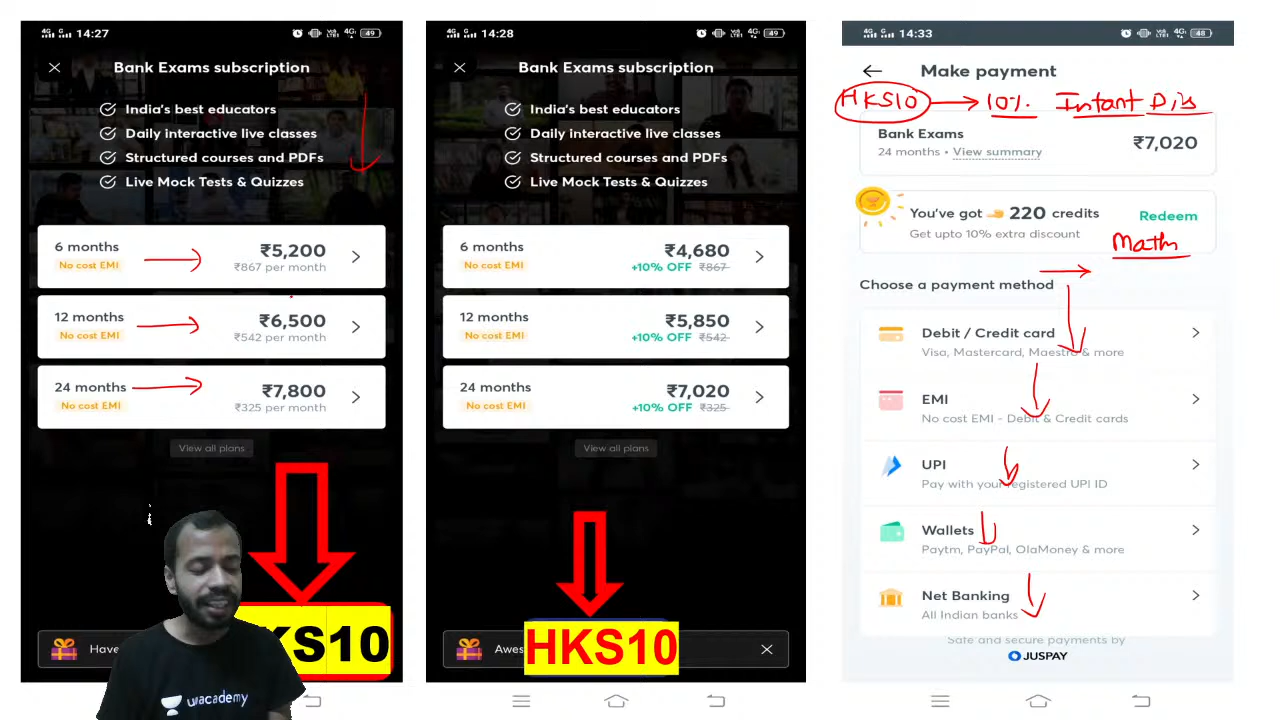 14:27
49
Bank Exams subscription
India's best educators
Daily interactive live classes
Structured courses and PDFs
Live Mock Tests & Quizzes
6 months
₹5,200
No cost EMI
₹867 per month
12 months
₹6,500
No cost EMI
₹542 per month
24 months
₹7,800
No cost EMI
₹325 per month
View all plans
KS10
Have
unacademy
14:28
49
Bank Exams subscription
India's best educators
Daily interactive live classes
Structured courses and PDFs
Live Mock Tests & Quizzes
6 months
₹4,680
No cost EMI
+10% OFF ₹867
12 months
₹5,850
No cost EMI
+10% OFF ₹542
24 months
₹7,020
No cost EMI
+10% OFF ₹325
View all plans
Awes
HKS10
14:33
48
Make payment
HKS10 → 10% Instant Dis
Bank Exams
₹7,020
24 months • View summary
You've got 220 credits
Redeem
Get upto 10% extra discount
Math
Choose a payment method
Debit / Credit card
Visa, Mastercard, Maestro & more
EMI
No cost EMI - Debit & Credit cards
UPI
Pay with your registered UPI ID
Wallets
Paytm, PayPal, OlaMoney & more
Net Banking
All Indian banks
Safe and secure payments by
JUSPAY